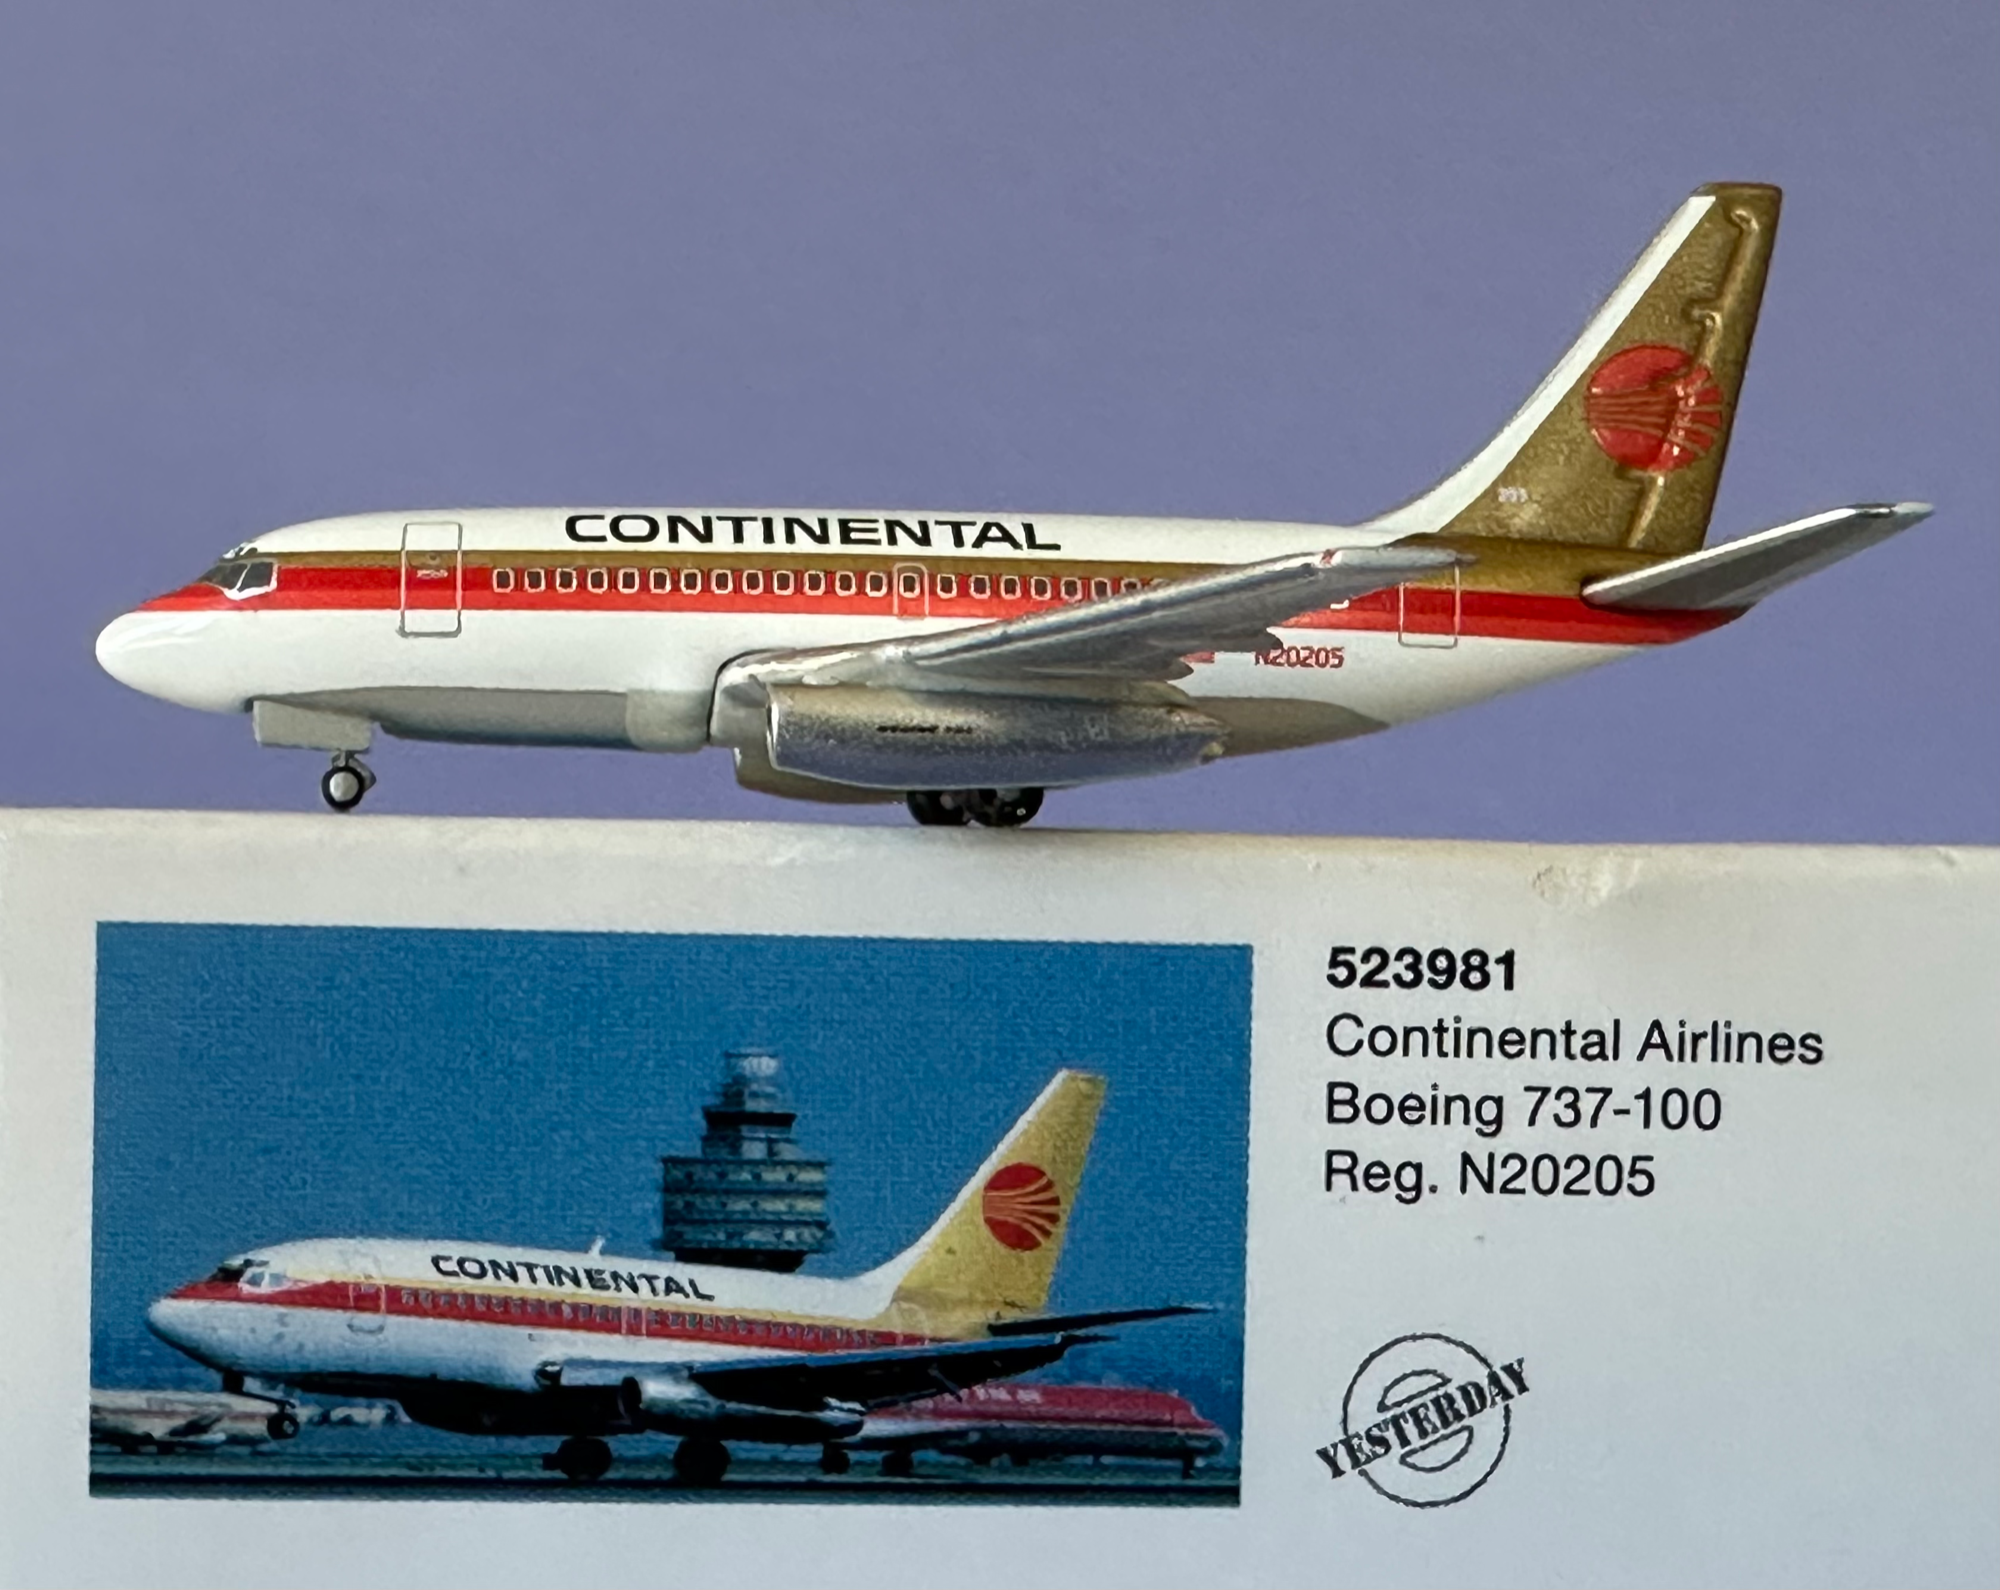 CONTINENTAL
N20205
CONTINENTAL
523981
Continental Airlines
Boeing 737-100
Reg. N20205
YESTERDAY